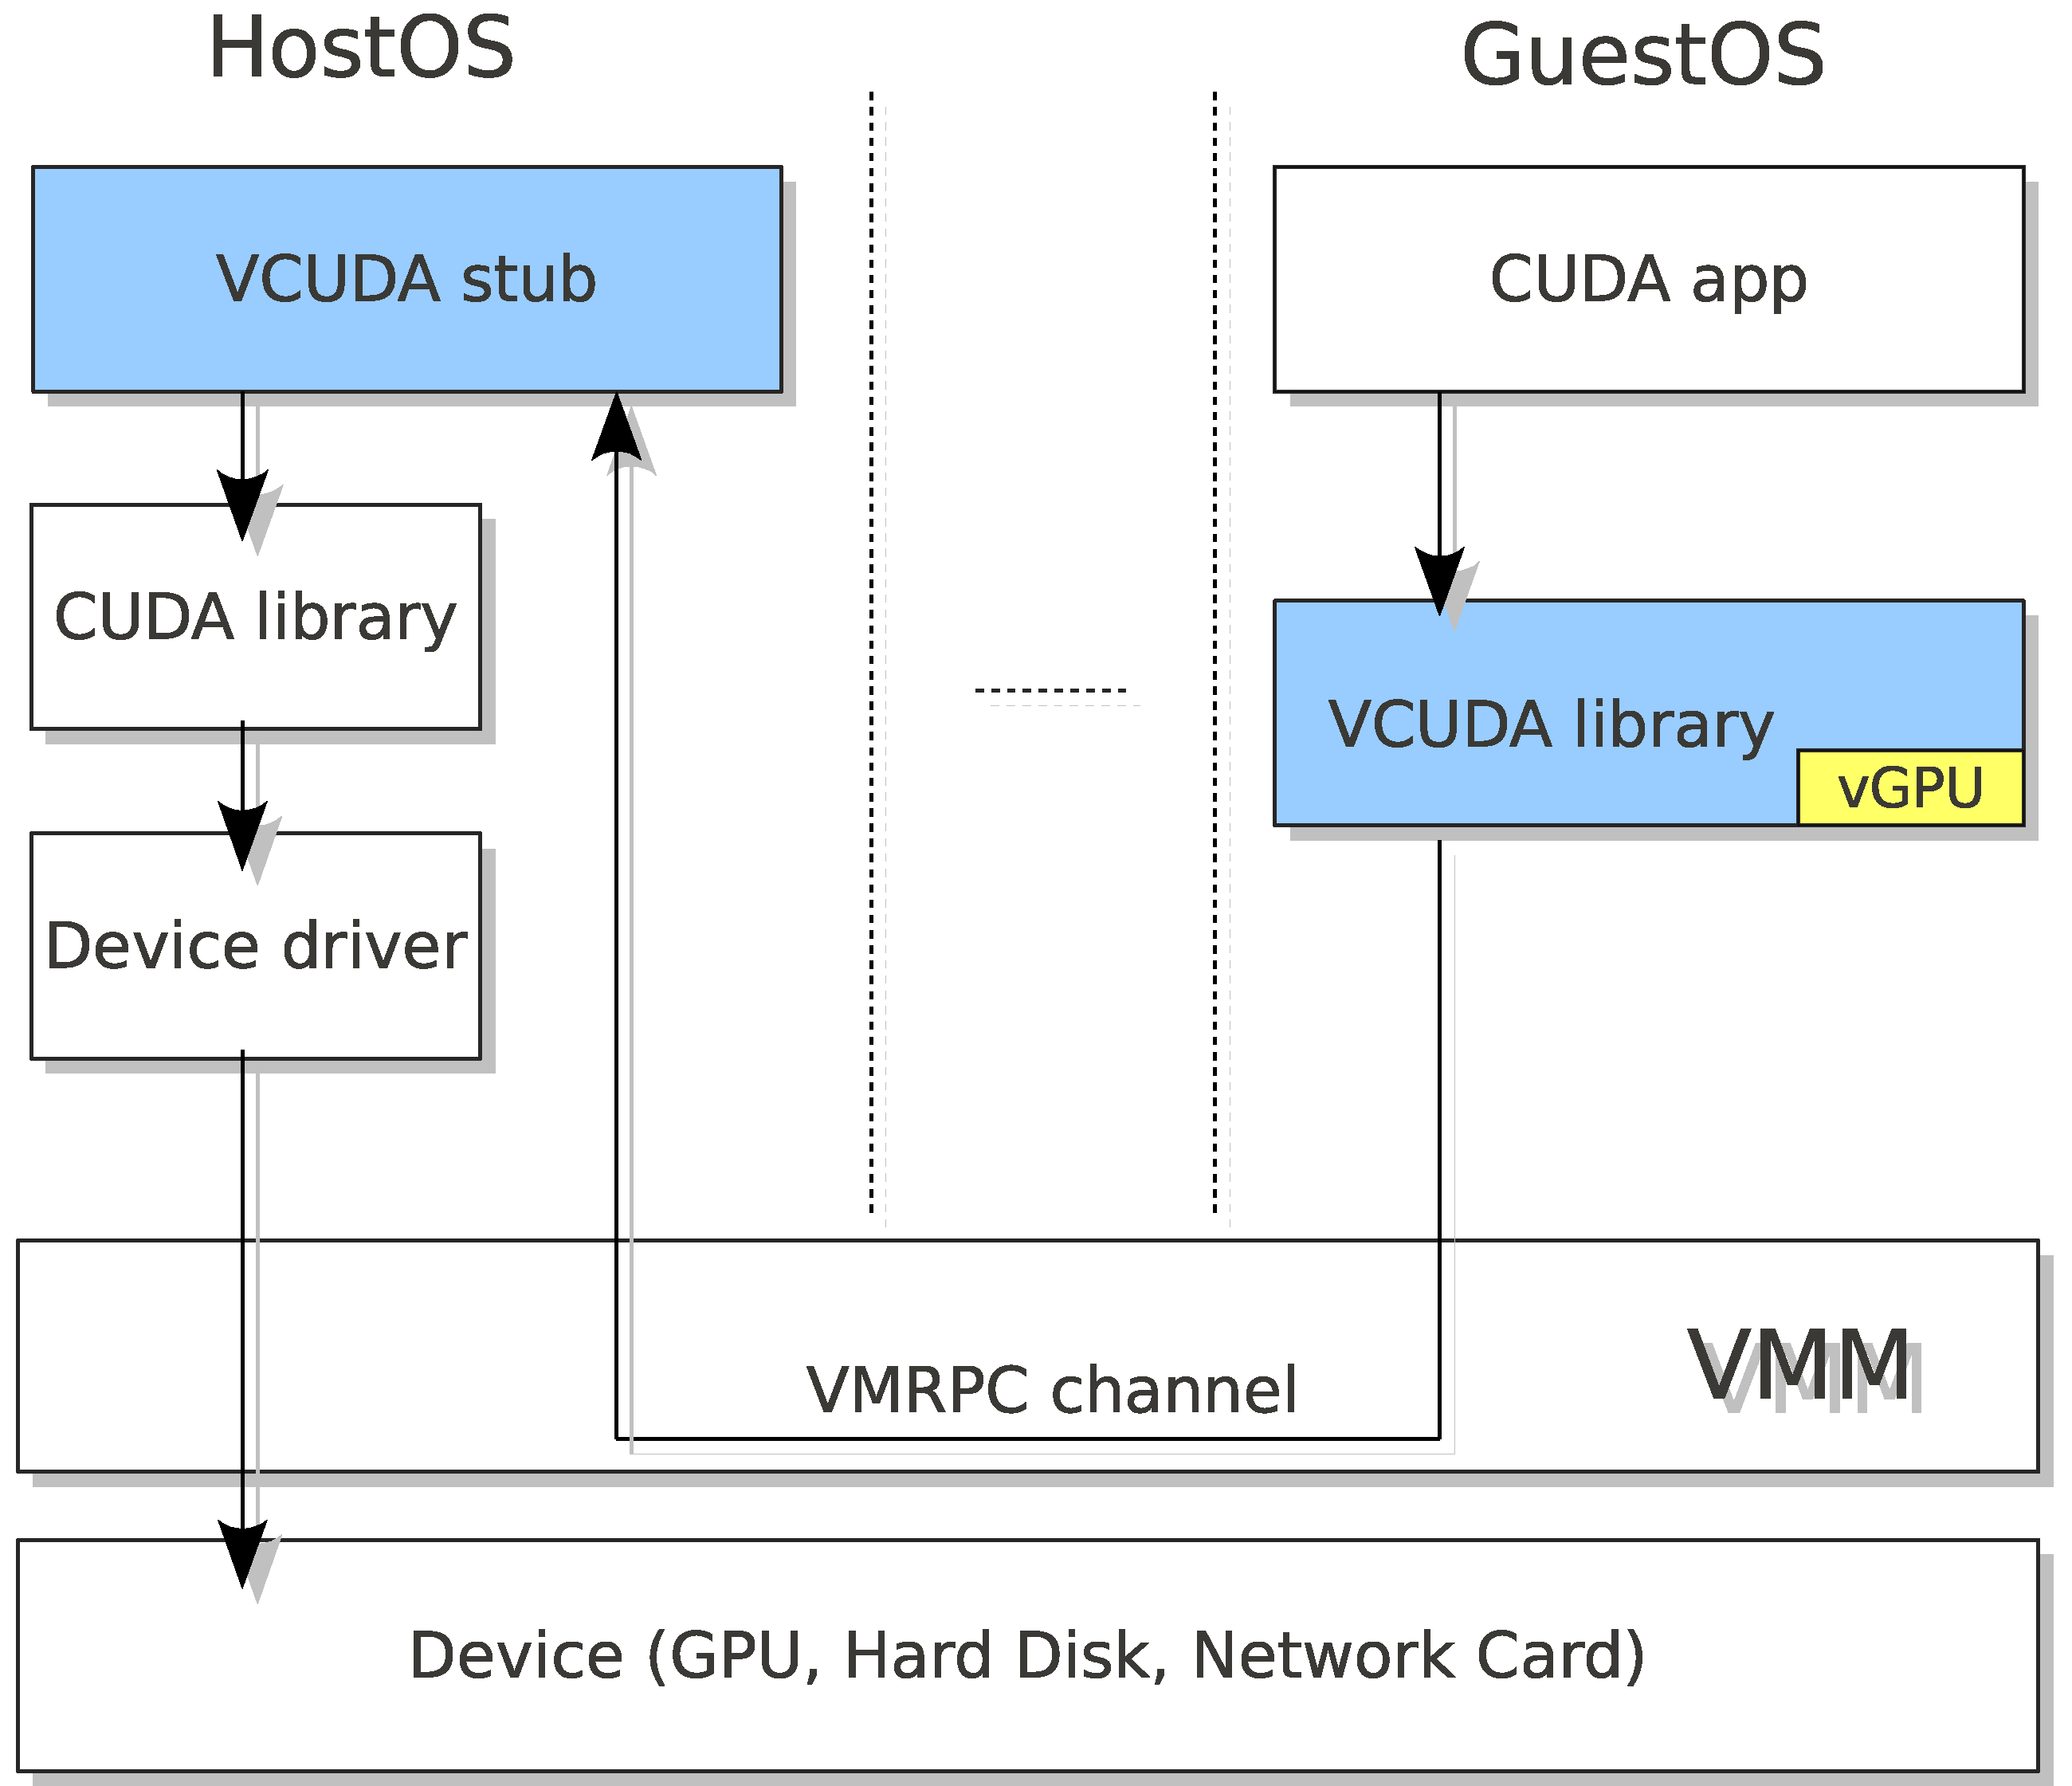 HostOS
GuestOS
VCUDA stub
CUDA app
CUDA library
VCUDA library
vGPU
Device driver
VMM
VMRPC channel
Device (GPU, Hard Disk, Network Card)